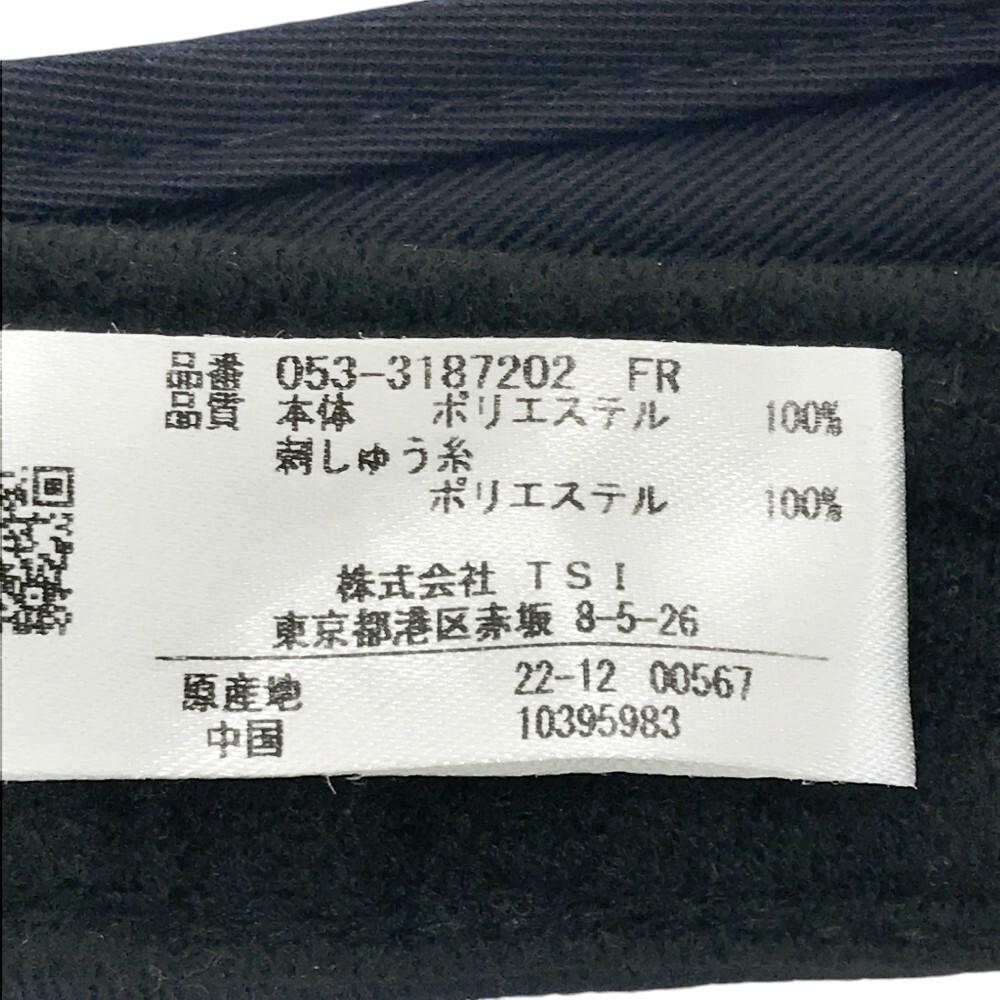 品番 053-3187202 FR
品質 本体 ポリエステル 100%
刺しゅう糸
ポリエステル 100%
株式会社 TSI
東京都港区赤坂 8-5-26
原産地 22-12 00567
中国 10395983